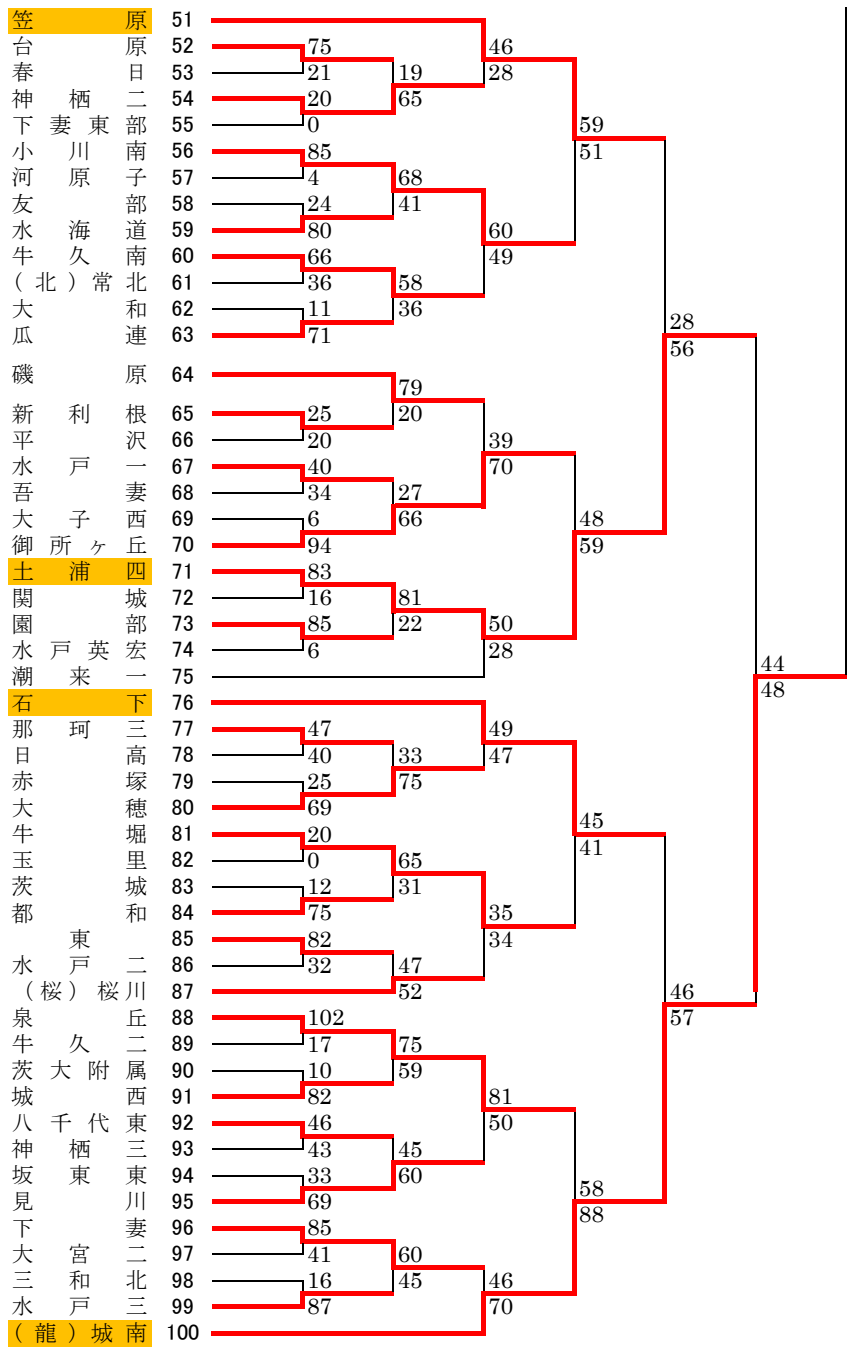 笠原 51
46
台原 52 75
28
春日 53 21 19
神栖二 54 20 65
下妻東部 55 0 59
小川南 56 85 51
河原子 57 4 68
友部 58 24 41
水海道 59 80 60
牛久南 60 66 49
(北)常北 61 36 58
大和 62 11 36
瓜連 63 71 28
56
磯原 64 79
新利根 65 25 20
平沢 66 20 39
水戸一 67 40 70
吾妻 68 34 27
大子西 69 6 66 48
御所ヶ丘 70 94 59
土浦四 71 83
関城 72 16 81
園部 73 85 22 50
水戸英宏 74 6 28
潮来一 75 44
石下 76 48
那珂三 77 47 49
日高 78 40 33 47
赤塚 79 25 75
大穂 80 69 45
牛堀 81 20 41
玉里 82 0 65
茨城 83 12 31
都和 84 75 35
東 85 82 34
水戸二 86 32 47
(桜)桜川 87 52 46
泉丘 88 102 57
牛久二 89 17 75
茨大附属 90 10 59
城西 91 82 81
八千代東 92 46 50
神栖三 93 43 45
坂東東 94 33 60 58
見川 95 69 88
下妻 96 85
大宮二 97 41 60
三和北 98 16 45 46
水戸三 99 87 70
(龍)城南 100